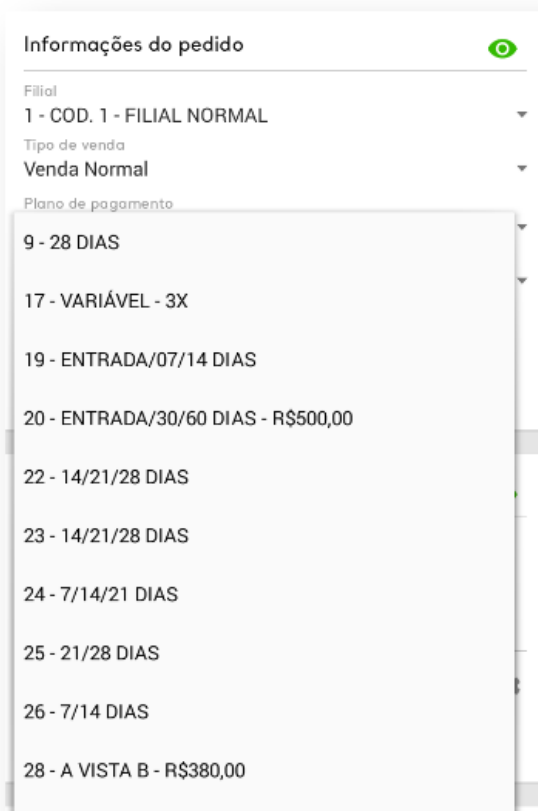 Informações do pedido
Filial
1 - COD. 1 - FILIAL NORMAL
Tipo de venda
Venda Normal
Plano de pagamento
9 - 28 DIAS
17 - VARIÁVEL - 3X
19 - ENTRADA/07/14 DIAS
20 - ENTRADA/30/60 DIAS - R$500,00
22 - 14/21/28 DIAS
23 - 14/21/28 DIAS
24 - 7/14/21 DIAS
25 - 21/28 DIAS
26 - 7/14 DIAS
28 - A VISTA B - R$380,00